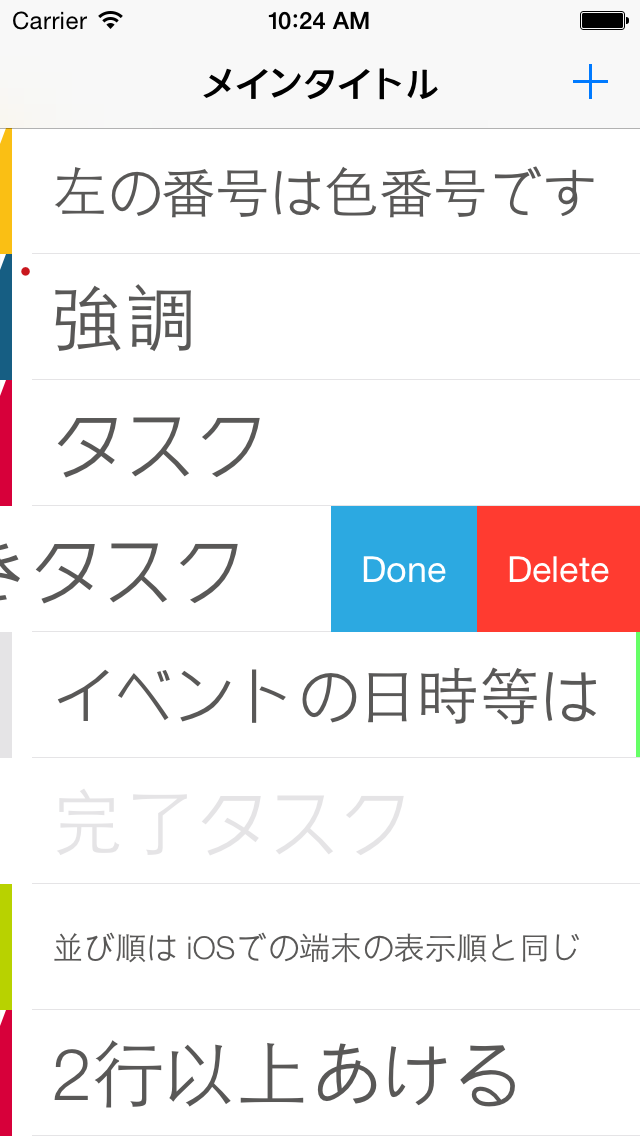 Carrier 10:24 AM
メインタイトル
左の番号は色番号です
強調
タスク
きタスク Done Delete
イベントの日時等は
完了タスク
並び順は iOSでの端末の表示順と同じ
2行以上あける